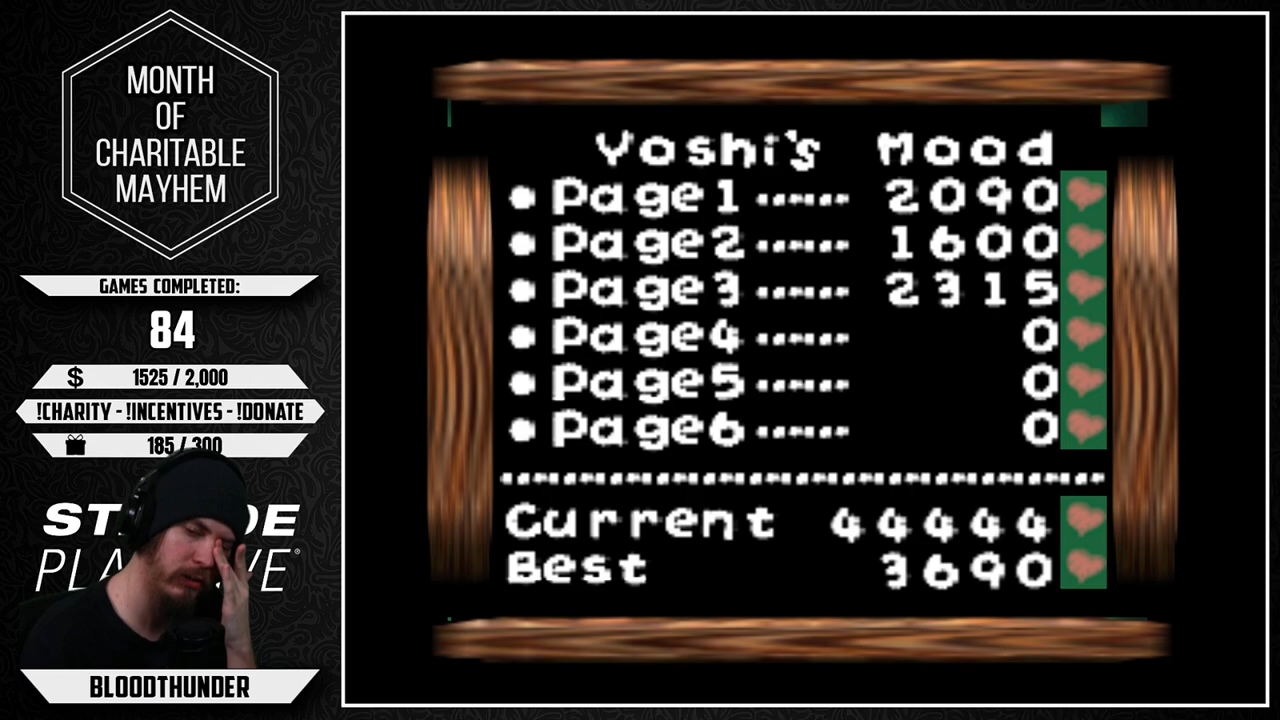 MONTH
OF
CHARITABLE
MAYHEM
GAMES COMPLETED:
84
$ 1525 / 2,000
!CHARITY - !INCENTIVES - !DONATE
185 / 300
BLOODTHUNDER
Yoshi's Mood
• Page1 ------ 2090
• Page2 ------ 1600
• Page3 ------ 2315
• Page4 ------ 0
• Page5 ------ 0
• Page6 ------ 0
Current 44444
Best 3690